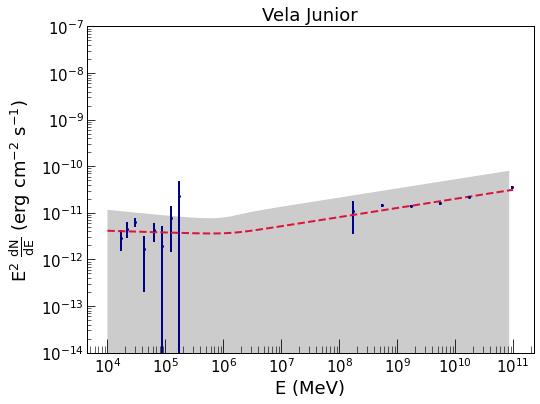 Vela Junior
10⁻⁷
10⁻⁸
10⁻⁹
10⁻¹⁰
10⁻¹¹
10⁻¹²
10⁻¹³
10⁻¹⁴
E² dN/dE (erg cm⁻² s⁻¹)
10⁴ 10⁵ 10⁶ 10⁷ 10⁸ 10⁹ 10¹⁰ 10¹¹
E (MeV)